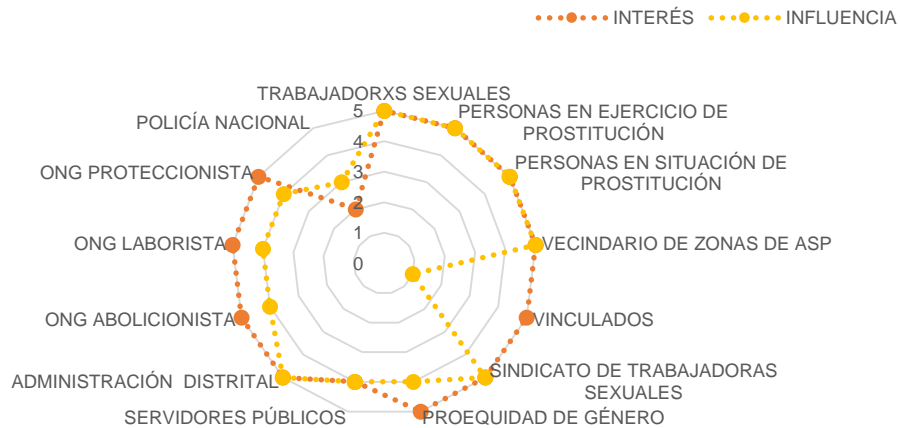 INTERÉS
INFLUENCIA
TRABAJADORXS SEXUALES
PERSONAS EN EJERCICIO DE
PROSTITUCIÓN
PERSONAS EN SITUACIÓN DE
PROSTITUCIÓN
VECINDARIO DE ZONAS DE ASP
VINCULADOS
SINDICATO DE TRABAJADORAS
SEXUALES
PROEQUIDAD DE GÉNERO
SERVIDORES PÚBLICOS
ADMINISTRACIÓN DISTRITAL
ONG ABOLICIONISTA
ONG LABORISTA
ONG PROTECCIONISTA
POLICÍA NACIONAL
5
4
3
2
1
0